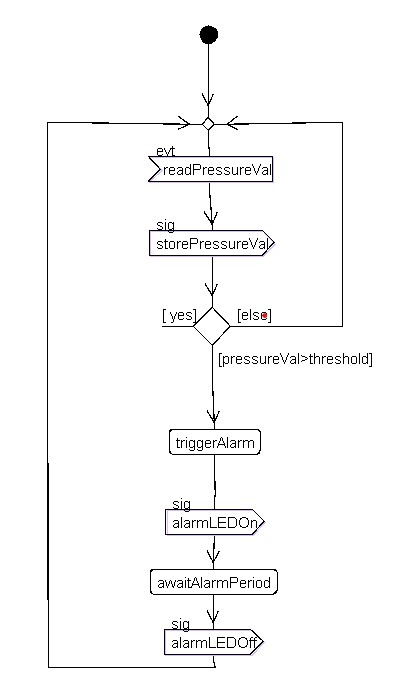 evt
readPressureVal
sig
storePressureVal
[ yes]
[else]
[pressureVal>threshold]
triggerAlarm
sig
alarmLEDOn
awaitAlarmPeriod
sig
alarmLEDOff